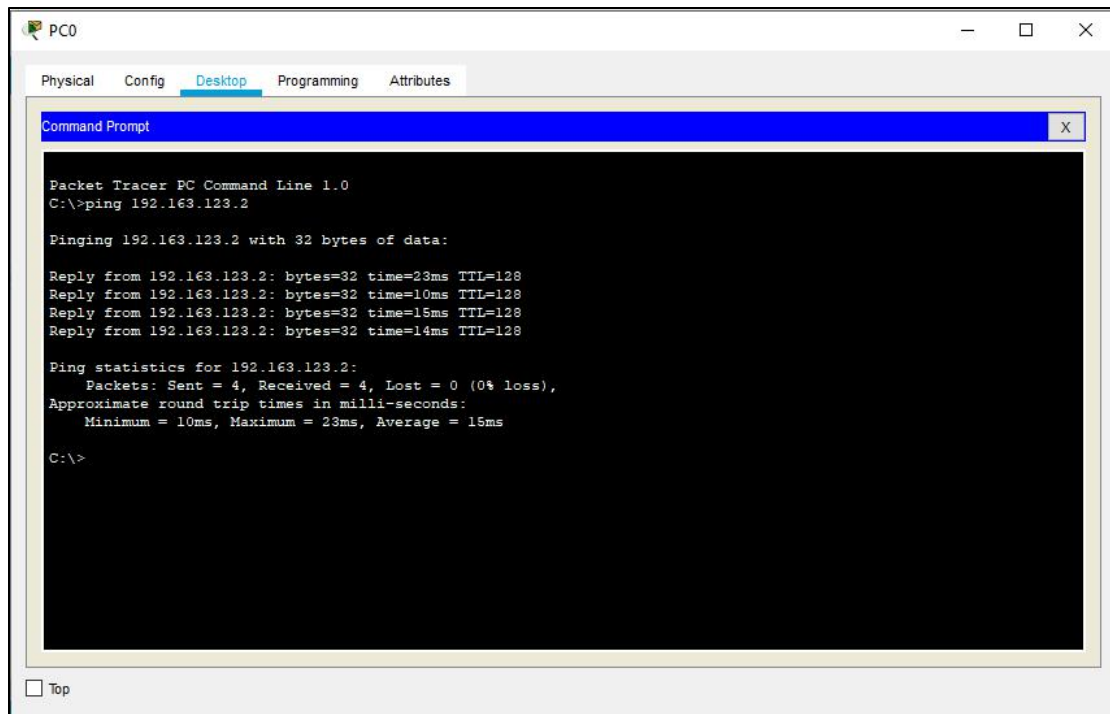 PC0
Physical Config Desktop Programming Attributes
Command Prompt
X
Packet Tracer PC Command Line 1.0
C:\>ping 192.163.123.2
Pinging 192.163.123.2 with 32 bytes of data:
Reply from 192.163.123.2: bytes=32 time=23ms TTL=128
Reply from 192.163.123.2: bytes=32 time=10ms TTL=128
Reply from 192.163.123.2: bytes=32 time=15ms TTL=128
Reply from 192.163.123.2: bytes=32 time=14ms TTL=128
Ping statistics for 192.163.123.2:
Packets: Sent = 4, Received = 4, Lost = 0 (0% loss),
Approximate round trip times in milli-seconds:
Minimum = 10ms, Maximum = 23ms, Average = 15ms
C:\>
Top